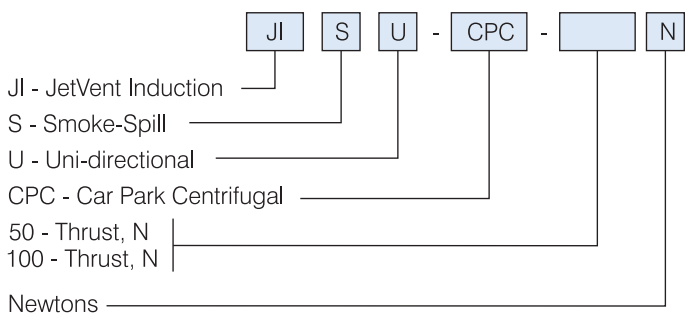 JI S U - CPC - N
JI - JetVent Induction
S - Smoke-Spill
U - Uni-directional
CPC - Car Park Centrifugal
50 - Thrust, N
100 - Thrust, N
Newtons